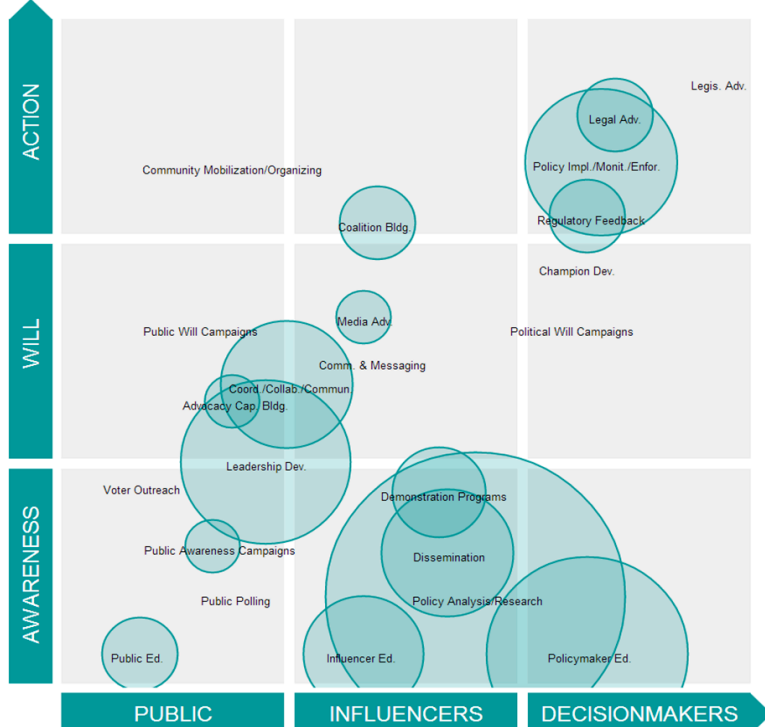 ACTION
Legis. Adv.
Legal Adv.
Community Mobilization/Organizing
Policy Impl./Monit./Enfor.
Coalition Bldg.
Regulatory Feedback
WILL
Champion Dev.
Media Adv.
Public Will Campaigns
Political Will Campaigns
Comm. & Messaging
Coord./Collab./Commun.
Advocacy Cap. Bldg.
AWARENESS
Leadership Dev.
Voter Outreach
Demonstration Programs
Public Awareness Campaigns
Dissemination
Public Polling
Policy Analysis/Research
Public Ed.
Influencer Ed.
Policymaker Ed.
PUBLIC
INFLUENCERS
DECISIONMAKERS